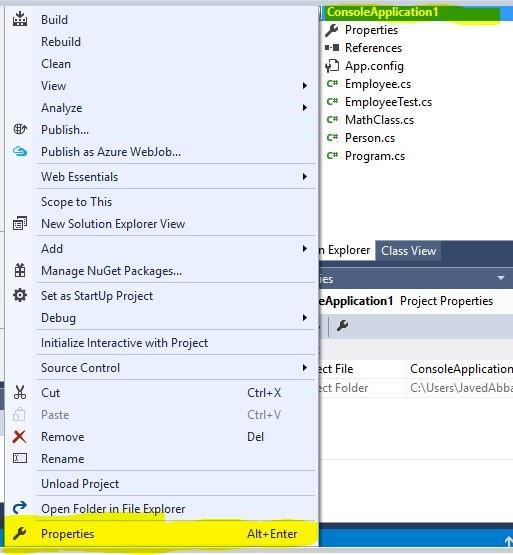 Build
Rebuild
Clean
View
Analyze
Publish...
Publish as Azure WebJob...
Web Essentials
Scope to This
New Solution Explorer View
Add
Manage NuGet Packages...
Set as StartUp Project
Debug
Initialize Interactive with Project
Source Control
Cut Ctrl+X
Paste Ctrl+V
Remove Del
Rename
Unload Project
Open Folder in File Explorer
Properties Alt+Enter
ConsoleApplication1
Properties
References
App.config
C# Employee.cs
C# EmployeeTest.cs
C# MathClass.cs
C# Person.cs
C# Program.cs
n Explorer Class View
ies
eApplication1 Project Properties
ect File ConsoleApplication
ect Folder C:\Users\JavedAbba